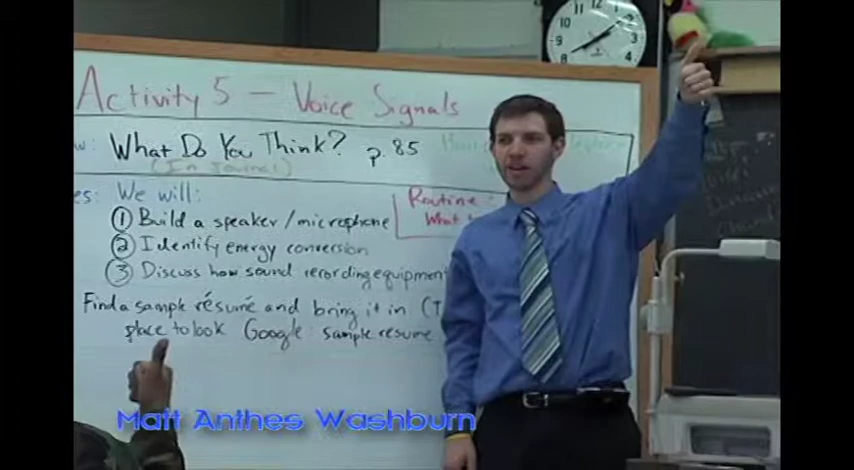 Activity 5 — Voice Signals
What Do You Think? p. 85
(In Journal)
es: We will:
Routine:
① Build a speaker/microphone
What
② Identify energy conversion
③ Discuss how sound recording equipment
Find a sample résumé and bring it in (T
place to look Google: sample resume
Matt Anthes Washburn